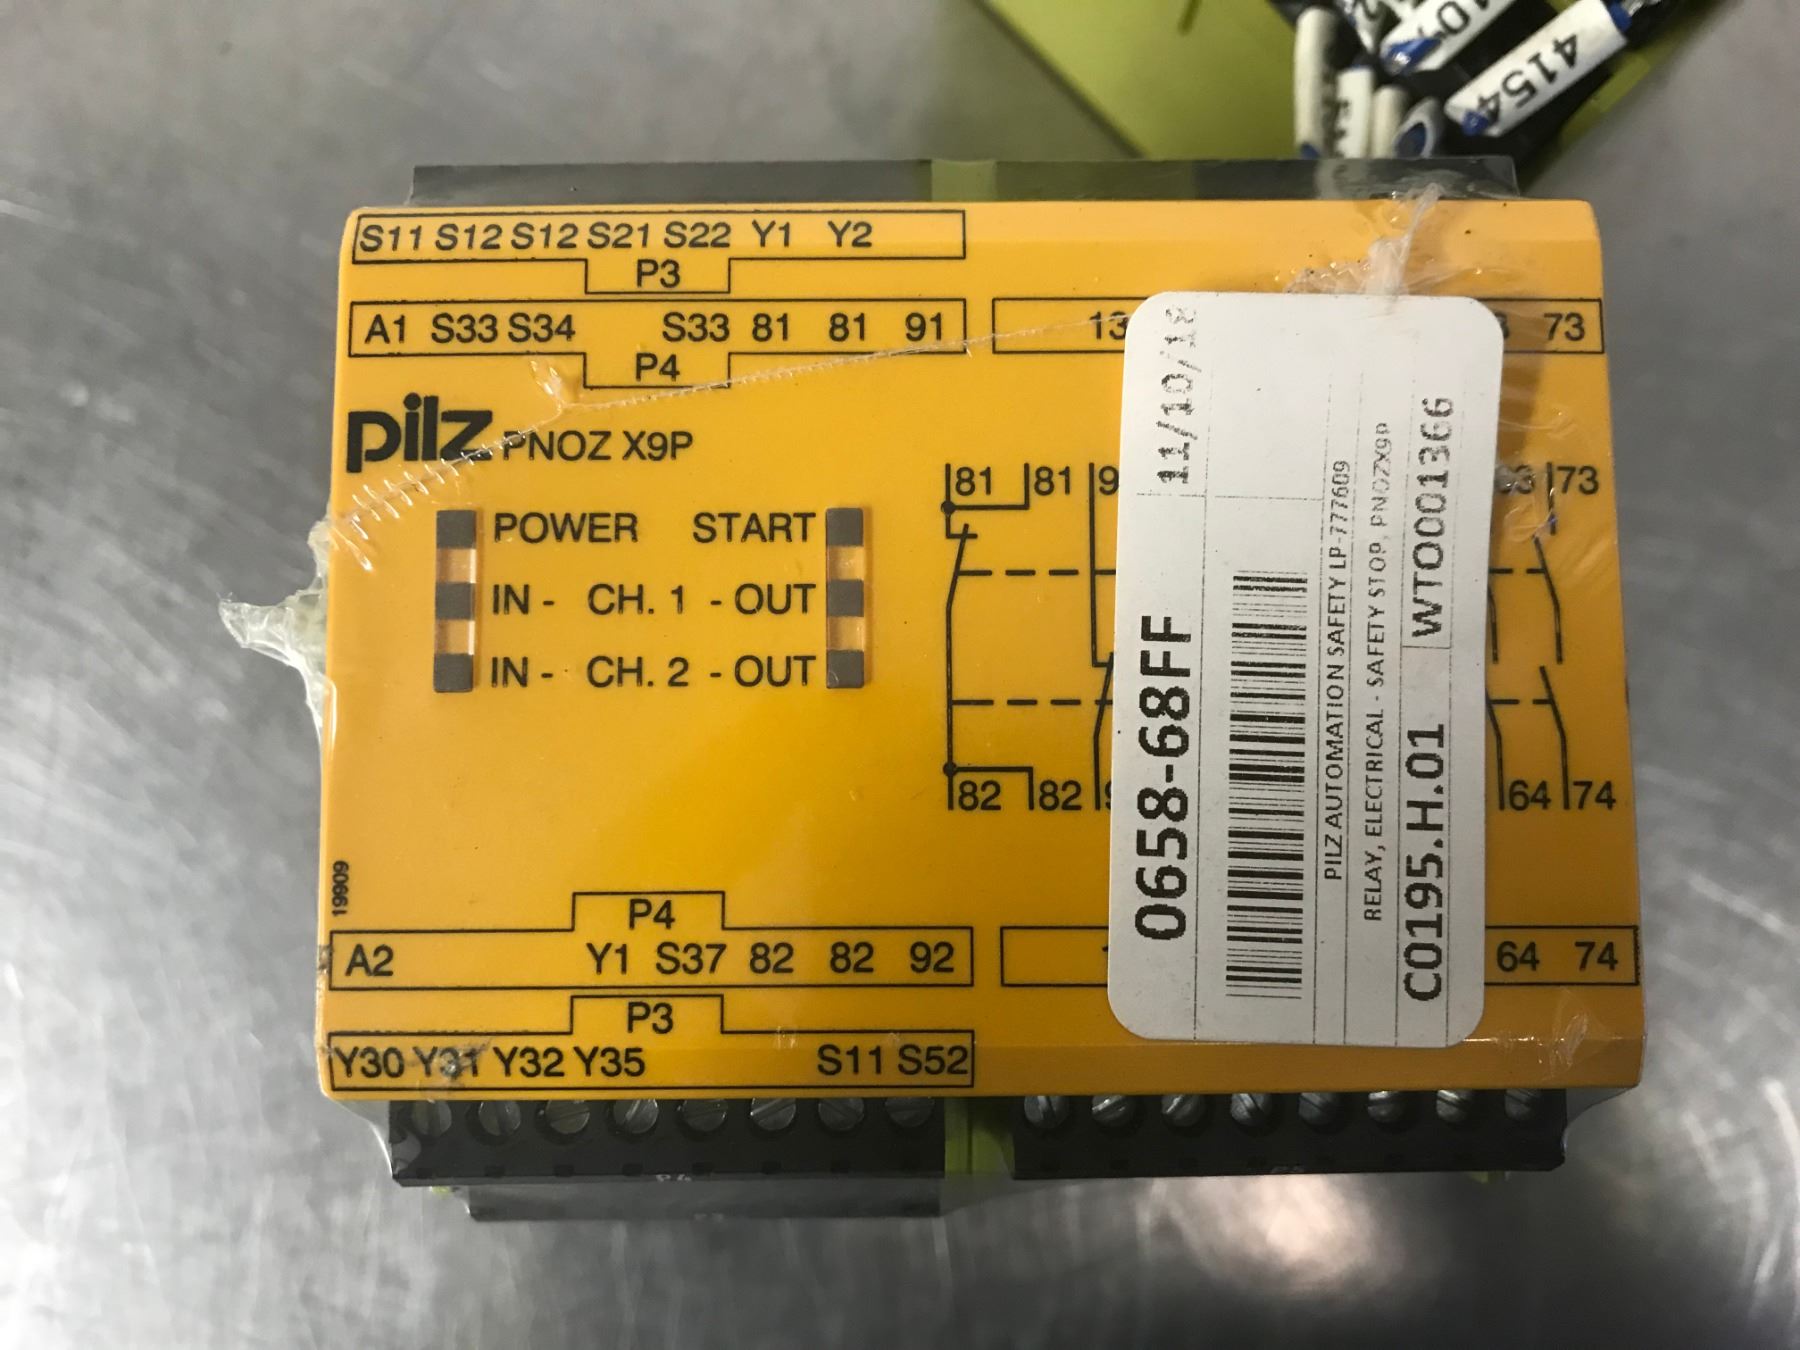 4154
S11 S12 S12 S21 S22 Y1 Y2
P3
A1 S33 S34 S33 81 81 91
13
73
P4
pilz PNOZ X9P
81 81 9
73
POWER START
IN - CH. 1 - OUT
IN - CH. 2 - OUT
82 82
64 74
19909
P4
A2 Y1 S37 82 82 92
64 74
P3
Y30 Y31 Y32 Y35 S11 S52
0658-68FF 11/10/18
PILZ AUTOMATION SAFETY LP-777609
RELAY, ELECTRICAL - SAFETY STOP, PNOZX9P
C0195.H.01 WTO001366